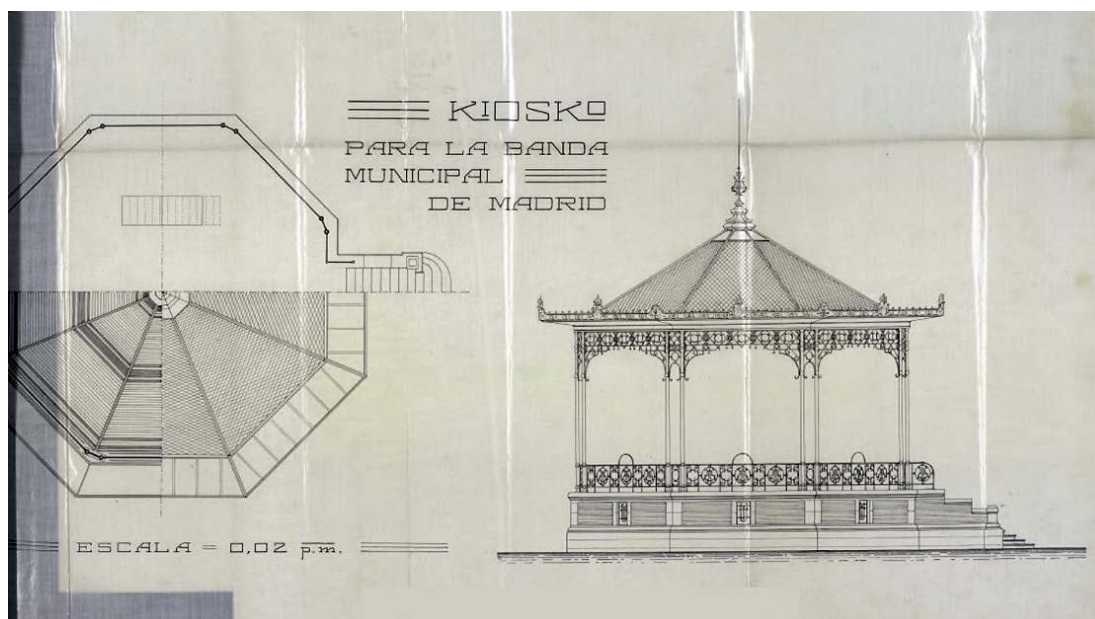 KIOSKO
PARA LA BANDA
MUNICIPAL
DE MADRID
ESCALA = 0,02 p.m.